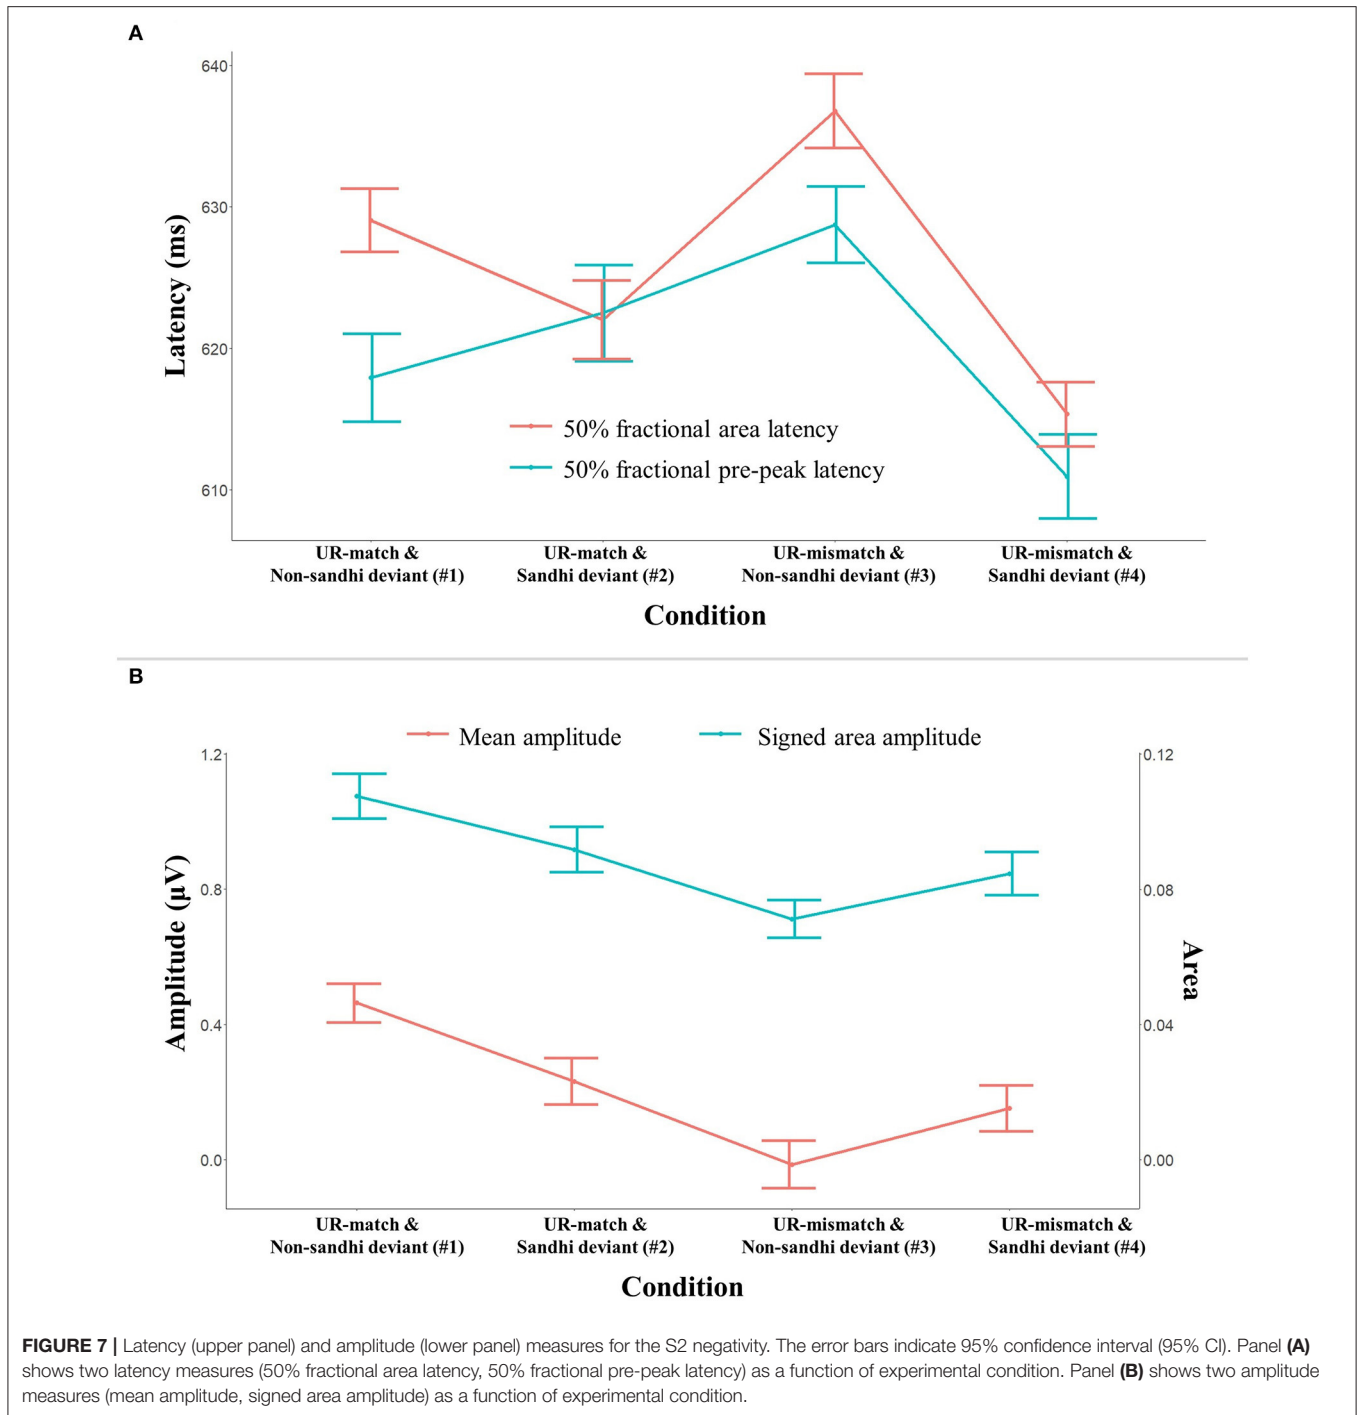 A
640
630
620
610
Latency (ms)
50% fractional area latency
50% fractional pre-peak latency
UR-match &
Non-sandhi deviant (#1)
UR-match &
Sandhi deviant (#2)
UR-mismatch &
Non-sandhi deviant (#3)
UR-mismatch &
Sandhi deviant (#4)
Condition
B
Mean amplitude
Signed area amplitude
1.2
0.8
0.4
0.0
Amplitude (μV)
0.12
0.08
0.04
0.00
Area
UR-match &
Non-sandhi deviant (#1)
UR-match &
Sandhi deviant (#2)
UR-mismatch &
Non-sandhi deviant (#3)
UR-mismatch &
Sandhi deviant (#4)
Condition
FIGURE 7 | Latency (upper panel) and amplitude (lower panel) measures for the S2 negativity. The error bars indicate 95% confidence interval (95% CI). Panel (A)
shows two latency measures (50% fractional area latency, 50% fractional pre-peak latency) as a function of experimental condition. Panel (B) shows two amplitude
measures (mean amplitude, signed area amplitude) as a function of experimental condition.